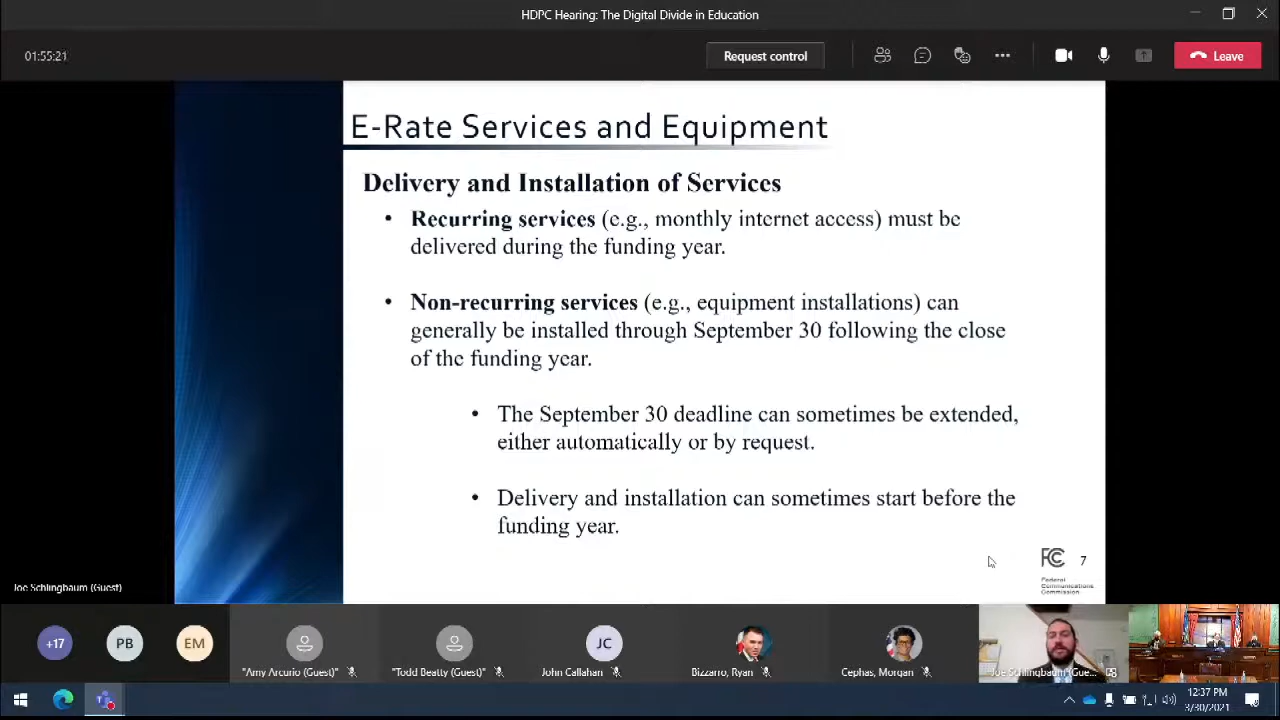 HDPC Hearing: The Digital Divide in Education
01:55:21
Request control
Leave
E-Rate Services and Equipment
Delivery and Installation of Services
• Recurring services (e.g., monthly internet access) must be
delivered during the funding year.
• Non-recurring services (e.g., equipment installations) can
generally be installed through September 30 following the close
of the funding year.
• The September 30 deadline can sometimes be extended,
either automatically or by request.
• Delivery and installation can sometimes start before the
funding year.
FCC
Federal
Communications
Commission
7
Joe Schlingbaum (Guest)
+17
PB
EM
JC
"Amy Arcurio (Guest)"
"Todd Beatty (Guest)"
John Callahan
Bizzarro, Ryan
Cephas, Morgan
Joe Schlingbaum (Gue...
12:37 PM
3/30/2021